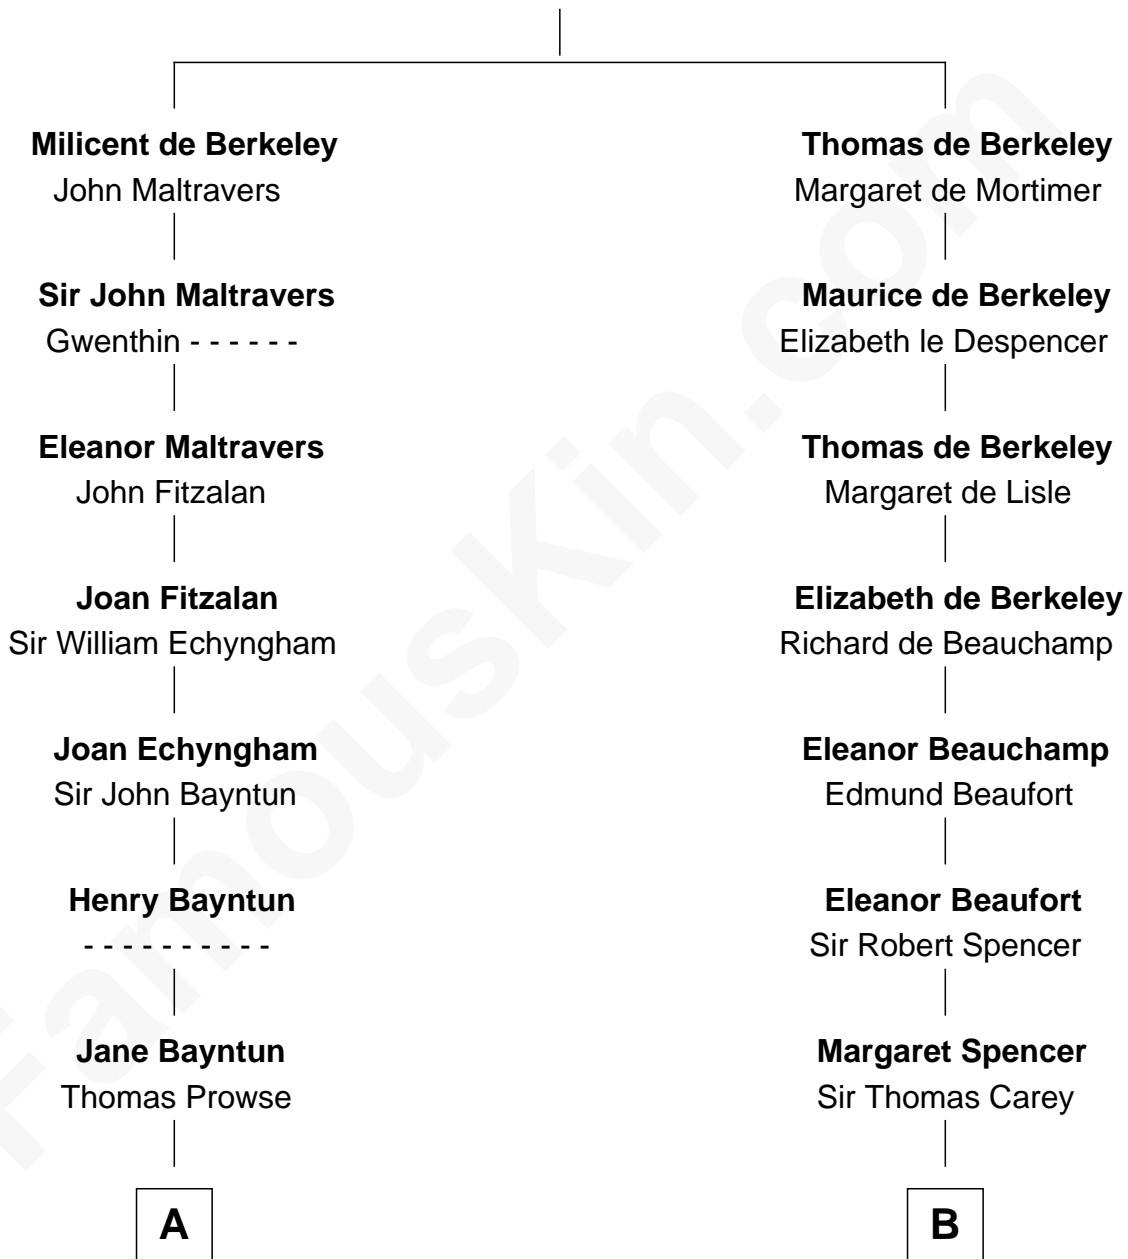 Milicent de Berkeley
John Maltravers
Sir John Maltravers
Gwenthin - - - - - -
Eleanor Maltravers
John Fitzalan
Joan Fitzalan
Sir William Echyngham
Joan Echyngham
Sir John Bayntun
Henry Bayntun
- - - - - - - - - -
Jane Bayntun
Thomas Prowse
A
Thomas de Berkeley
Margaret de Mortimer
Maurice de Berkeley
Elizabeth le Despencer
Thomas de Berkeley
Margaret de Lisle
Elizabeth de Berkeley
Richard de Beauchamp
Eleanor Beauchamp
Edmund Beaufort
Eleanor Beaufort
Sir Robert Spencer
Margaret Spencer
Sir Thomas Carey
B
FamousKin.com